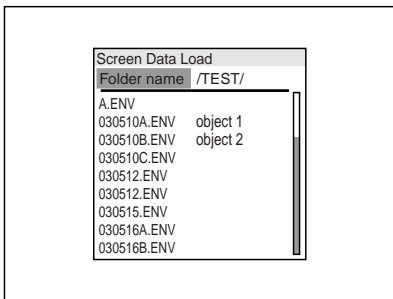 Screen Data Load
Folder name /TEST/
A.ENV
030510A.ENV object 1
030510B.ENV object 2
030510C.ENV
030512.ENV
030512.ENV
030515.ENV
030516A.ENV
030516B.ENV